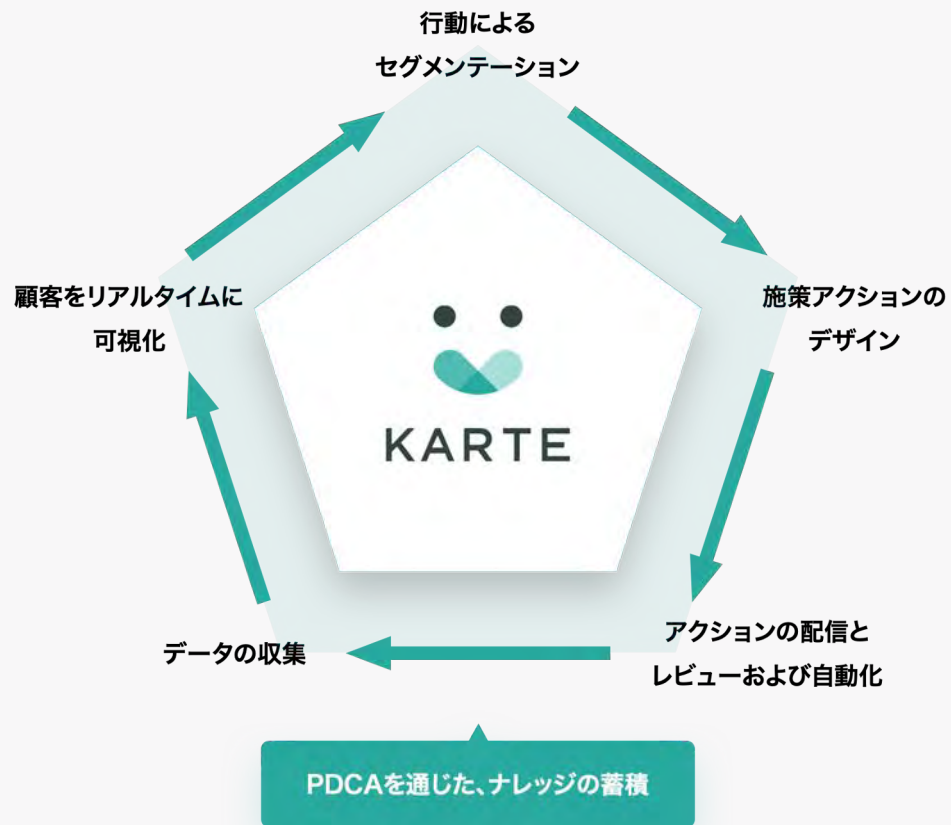 行動による
セグメンテーション
顧客をリアルタイムに
可視化
施策アクションの
デザイン
KARTE
アクションの配信と
レビューおよび自動化
データの収集
PDCAを通じた、ナレッジの蓄積